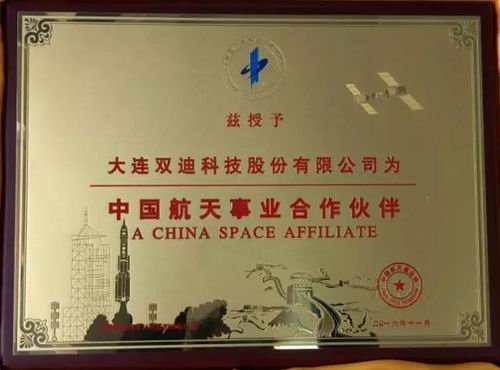 兹授予
大连双迪科技股份有限公司为
中国航天事业合作伙伴
A CHINA SPACE AFFILIATE
二〇一六年十一月